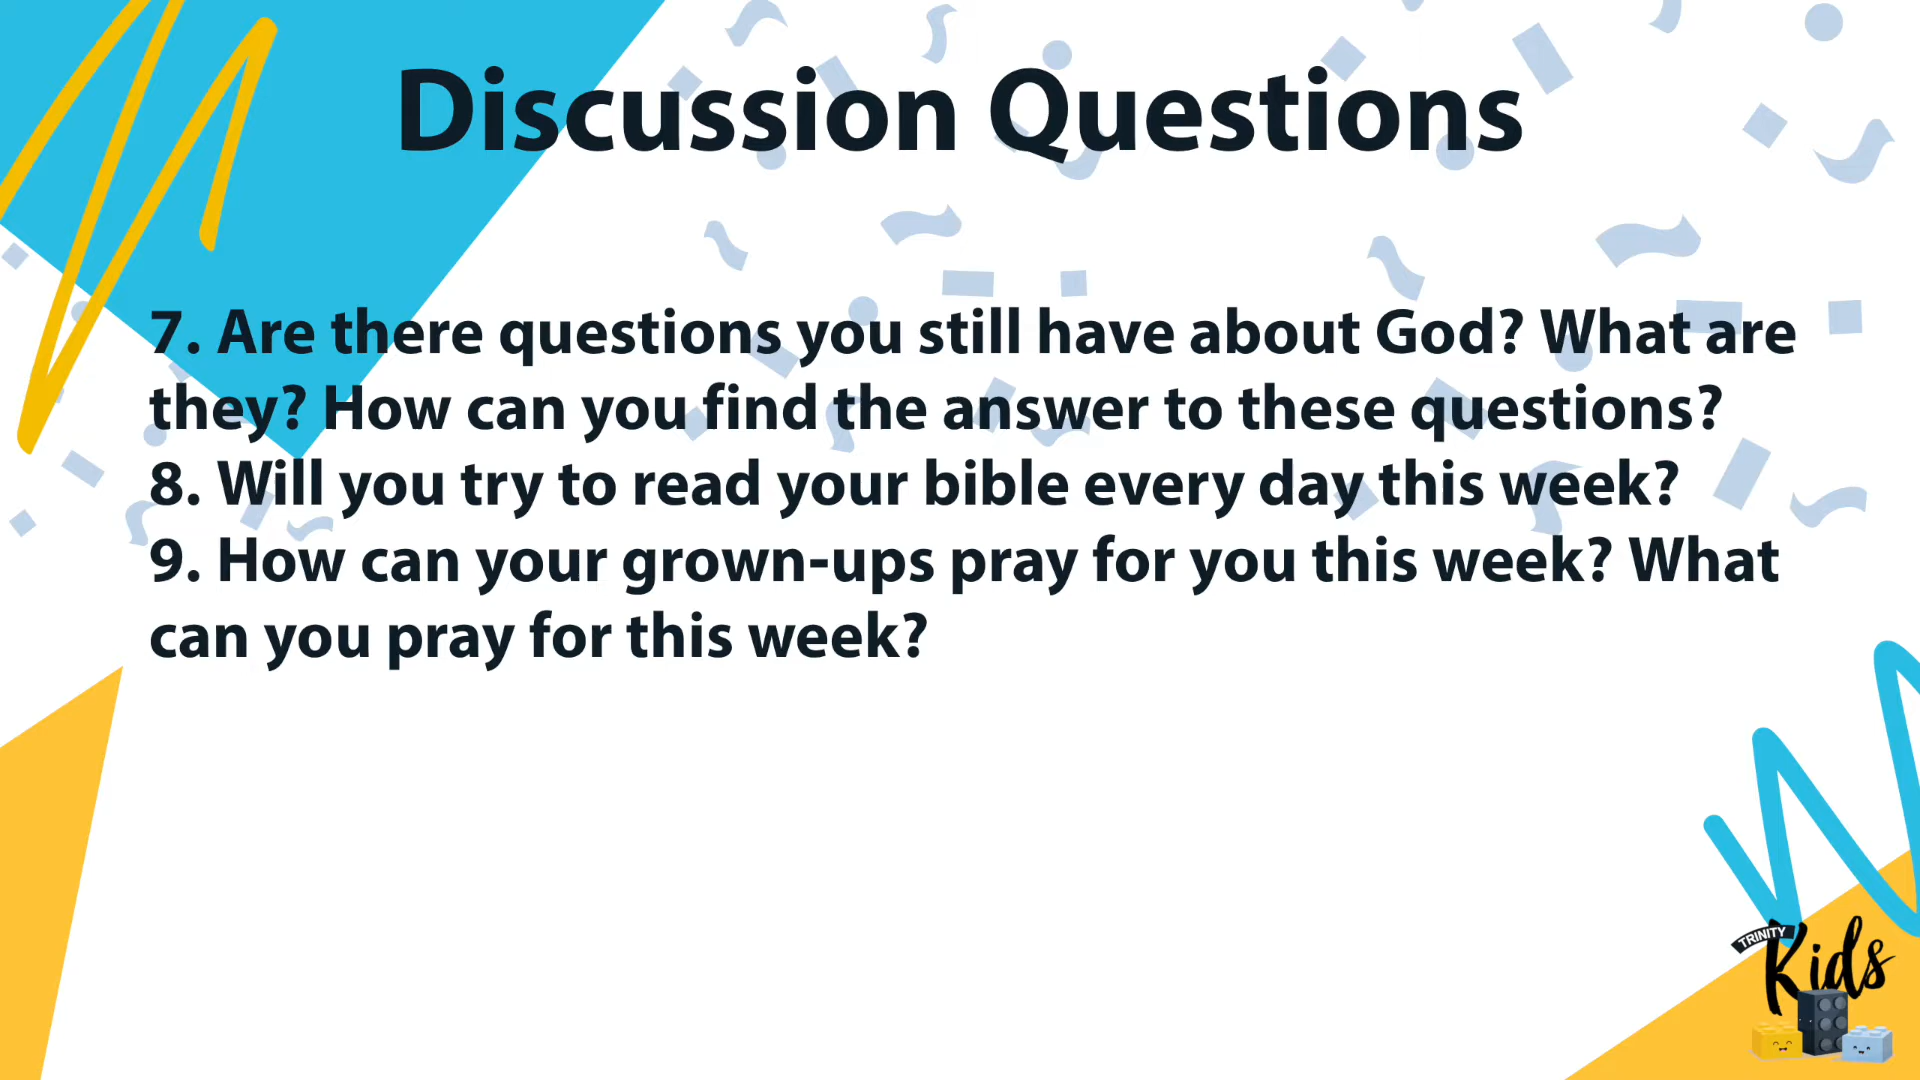 Discussion Questions
7. Are there questions you still have about God? What are
they? How can you find the answer to these questions?
8. Will you try to read your bible every day this week?
9. How can your grown-ups pray for you this week? What
can you pray for this week?
TRINITY
Kids